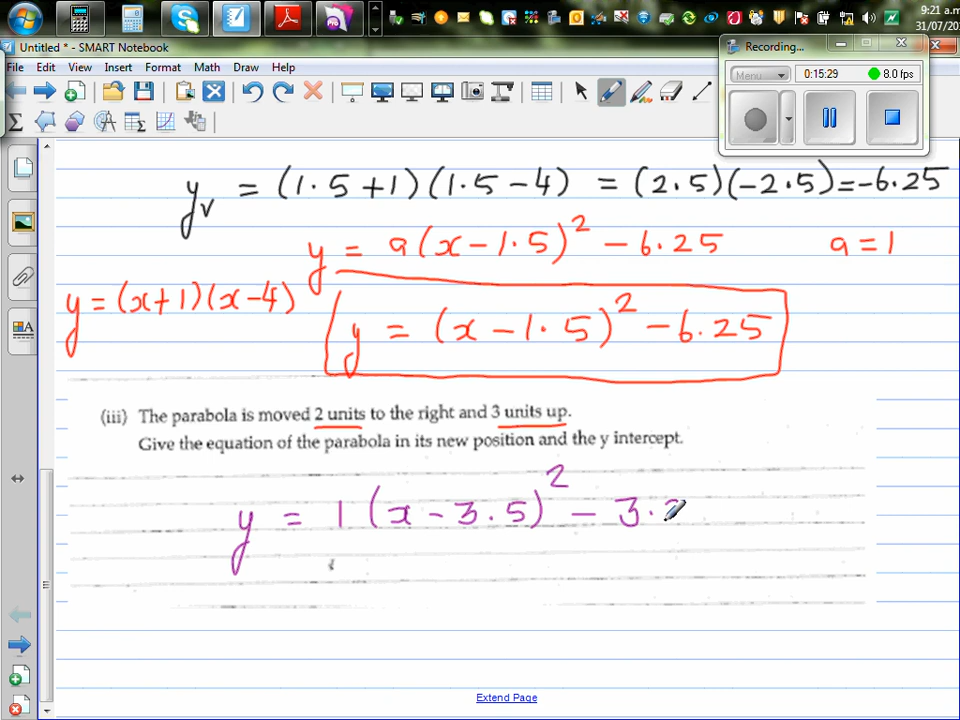 9:21 a.m
31/07/20
Untitled * - SMART Notebook
File Edit View Insert Format Math Draw Help
Recording...
Menu 0:15:29 8.0 fps
yv = (1.5+1)(1.5-4) = (2.5)(-2.5)=-6.25
y = a(x-1.5)² - 6.25 a = 1
y = (x+1)(x-4)
y = (x-1.5)² - 6.25
(iii) The parabola is moved 2 units to the right and 3 units up.
Give the equation of the parabola in its new position and the y intercept.
y = 1(x-3.5)² - 3.
Extend Page